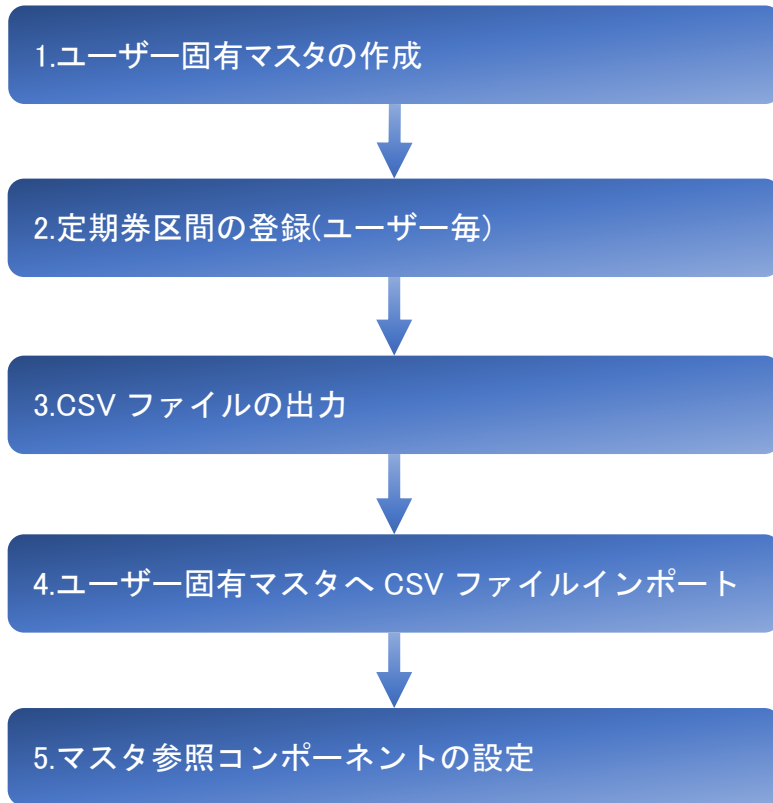 1.ユーザー固有マスタの作成
2.定期券区間の登録(ユーザー毎)
3.CSV ファイルの出力
4.ユーザー固有マスタへ CSV ファイルインポート
5.マスタ参照コンポーネントの設定